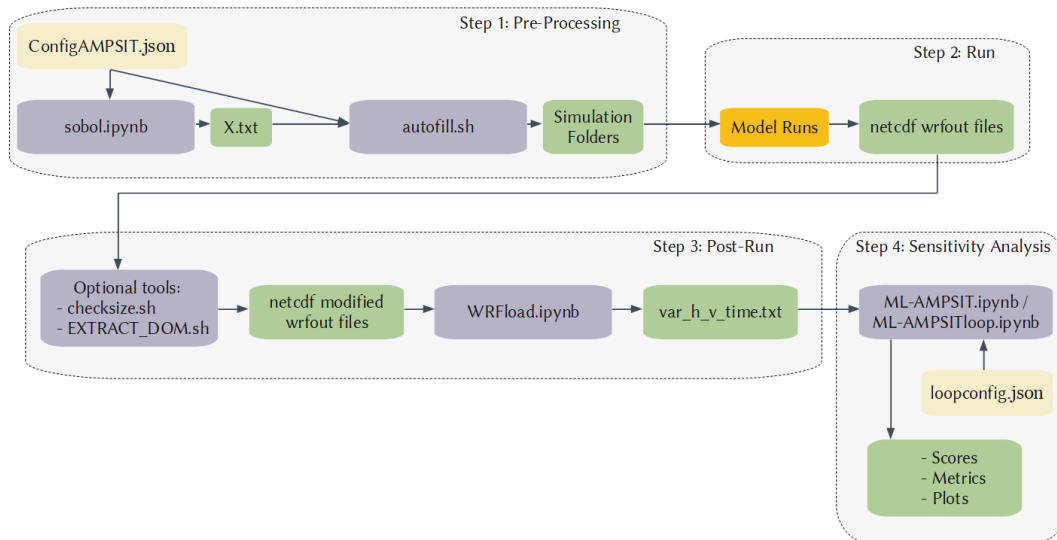 Step 1: Pre-Processing
ConfigAMPSIT.json
sobol.ipynb
X.txt
autofill.sh
Simulation
Folders
Step 2: Run
Model Runs
netcdf wrfout files
Step 3: Post-Run
Optional tools:
- checksize.sh
- EXTRACT_DOM.sh
netcdf modified
wrfout files
WRFload.ipynb
var_h_v_time.txt
Step 4: Sensitivity Analysis
ML-AMPSIT.ipynb /
ML-AMPSITloop.ipynb
loopconfig.json
- Scores
- Metrics
- Plots